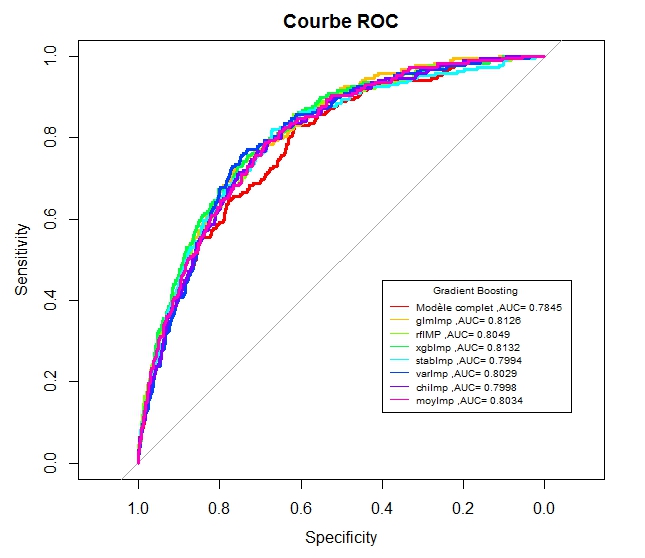 Courbe ROC
1.0
0.8
0.6
0.4
0.2
0.0
Sensitivity
Gradient Boosting
Modèle complet ,AUC= 0.7845
glmImp ,AUC= 0.8126
rfIMP ,AUC= 0.8049
xgbImp ,AUC= 0.8132
stabImp ,AUC= 0.7994
varImp ,AUC= 0.8029
chiImp ,AUC= 0.7998
moyImp ,AUC= 0.8034
1.0 0.8 0.6 0.4 0.2 0.0
Specificity